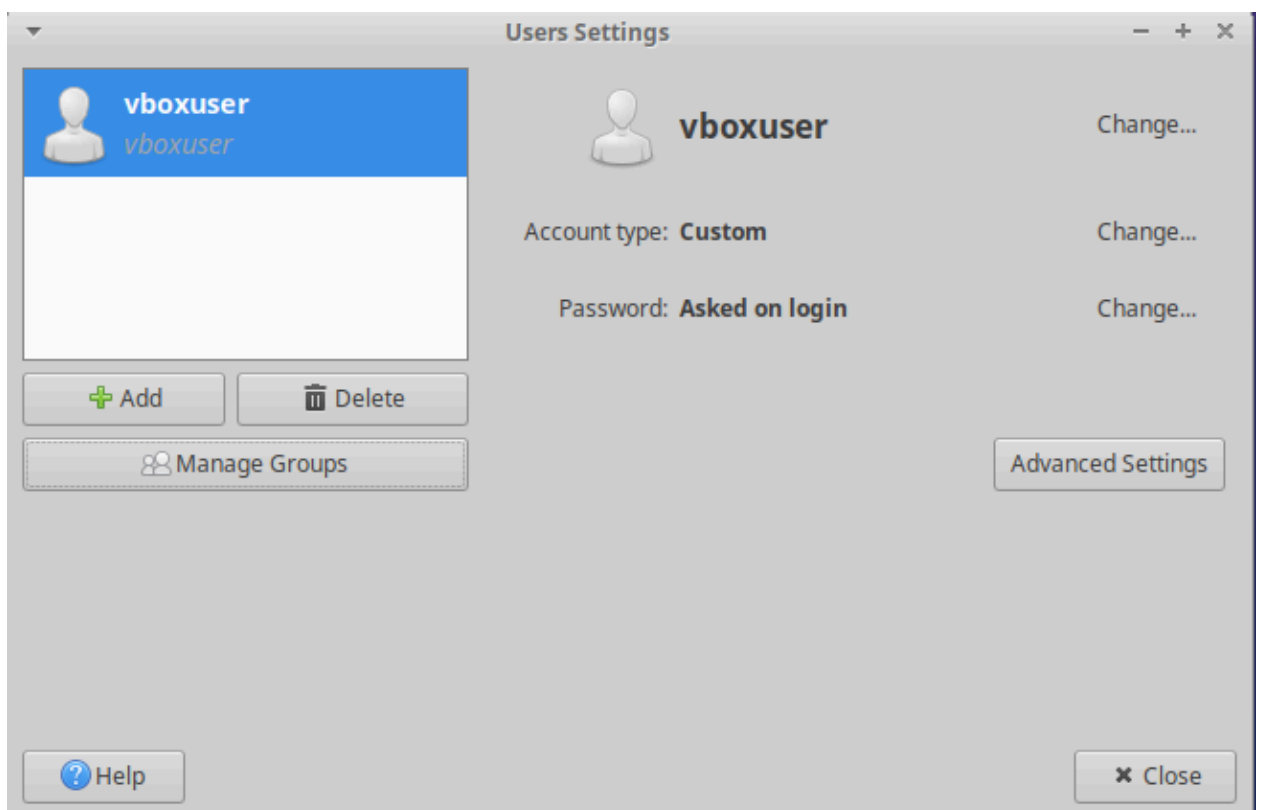 Users Settings
vboxuser
vboxuser
vboxuser
Change...
Account type: Custom
Change...
Password: Asked on login
Change...
Add
Delete
Manage Groups
Advanced Settings
Help
Close